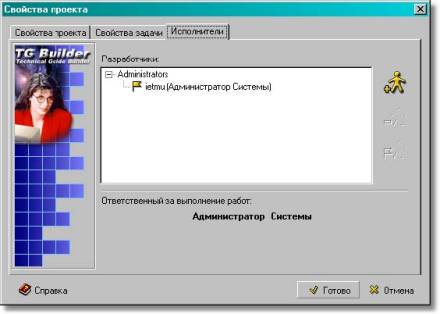 Свойства проекта
Свойства проекта Свойства задачи Исполнители
TG Builder
Technical Guide Builder
Разработчики:
Administrators
ietmu (Администратор Системы)
Ответственный за выполнение работ:
Администратор Системы
Справка Готово Отмена